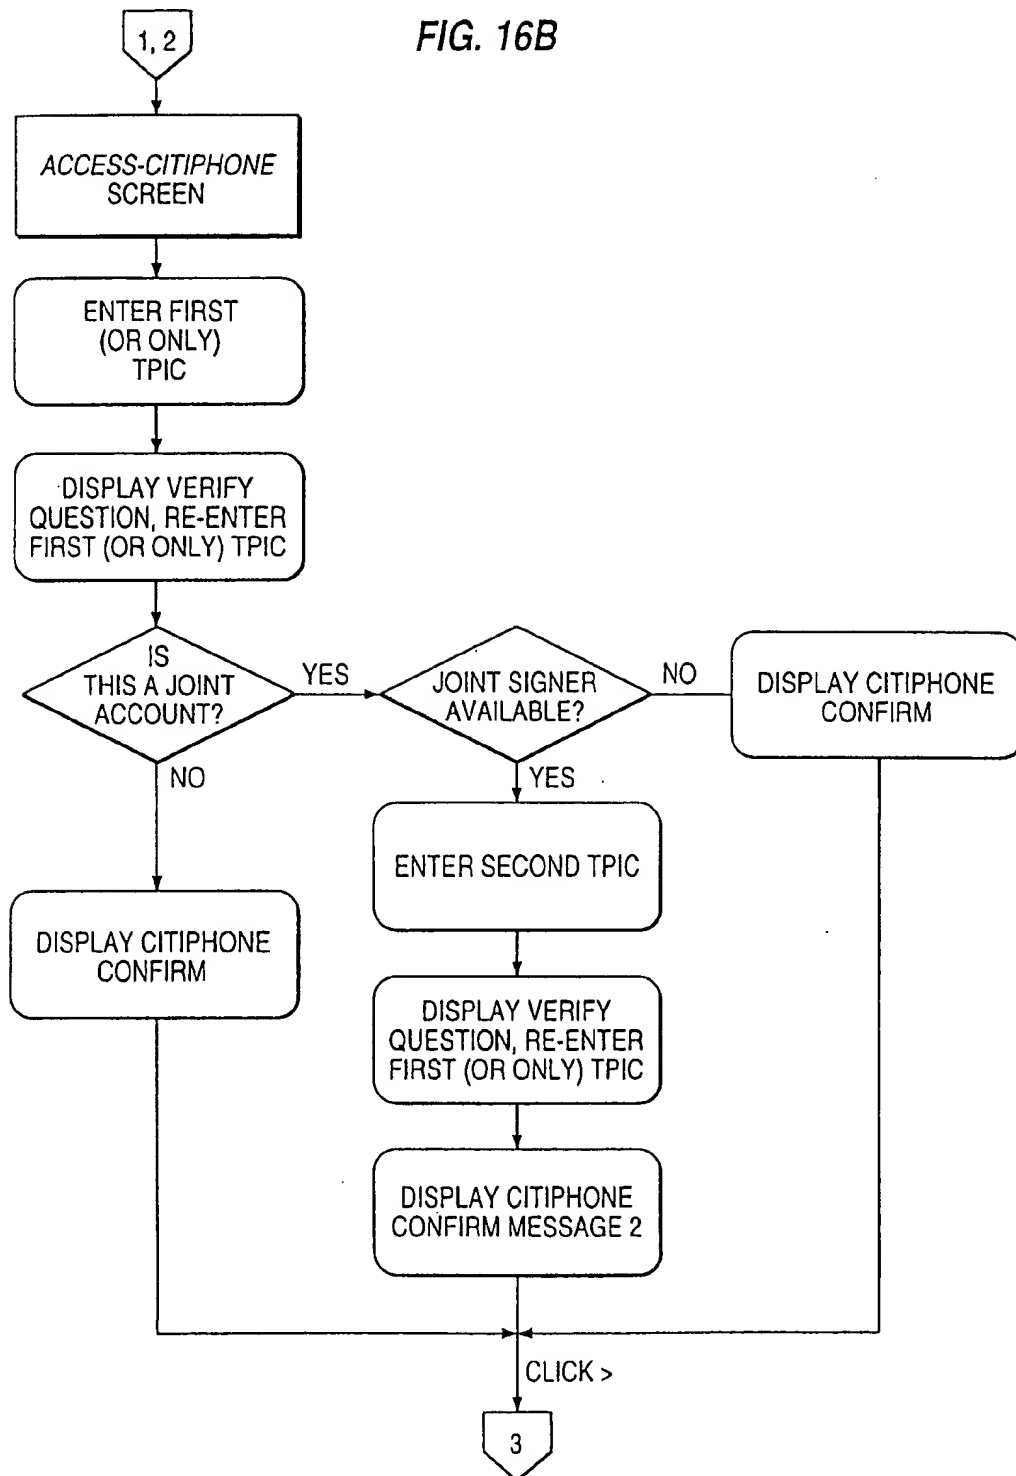 FIG. 16B
1, 2
ACCESS-CITIPHONE
SCREEN
ENTER FIRST
(OR ONLY)
TPIC
DISPLAY VERIFY
QUESTION, RE-ENTER
FIRST (OR ONLY) TPIC
IS
THIS A JOINT
ACCOUNT?
YES
JOINT SIGNER
AVAILABLE?
NO
DISPLAY CITIPHONE
CONFIRM
NO
YES
ENTER SECOND TPIC
DISPLAY CITIPHONE
CONFIRM
DISPLAY VERIFY
QUESTION, RE-ENTER
FIRST (OR ONLY) TPIC
DISPLAY CITIPHONE
CONFIRM MESSAGE 2
CLICK >
3